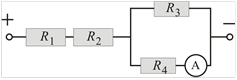 + −
R₃
R₁ R₂
R₄ A